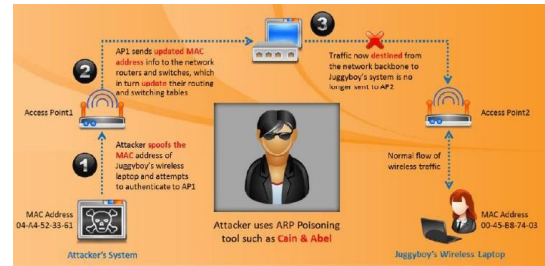 3
AP1 sends updated MAC
address info to the network
routers and switches, which
in turn update their routing
and switching tables
2
Traffic now destined from
the network backbone to
Juggyboy's system is no
longer sent to AP2
Access Point1
Access Point2
1
Attacker spoofs the
MAC address of
Juggyboy's wireless
laptop and attempts
to authenticate to AP1
Normal flow of
wireless traffic
MAC Address
04-A4-52-33-61
Attacker's System
Attacker uses ARP Poisoning
tool such as Cain & Abel
MAC Address
00-45-B8-74-03
Juggyboy's Wireless Laptop